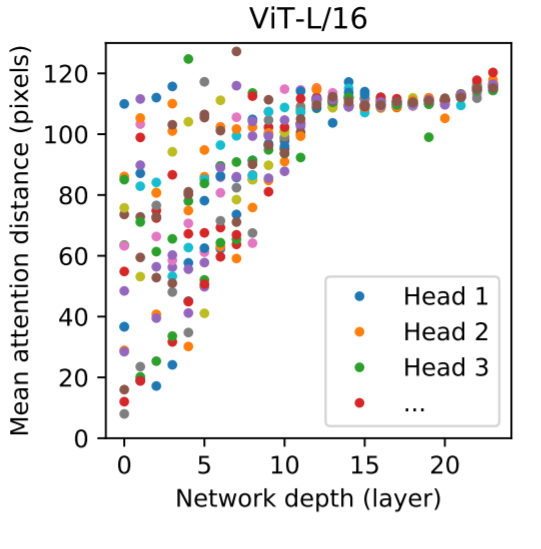 ViT-L/16
Mean attention distance (pixels)
120
100
80
60
40
20
0
Head 1
Head 2
Head 3
...
0 5 10 15 20
Network depth (layer)